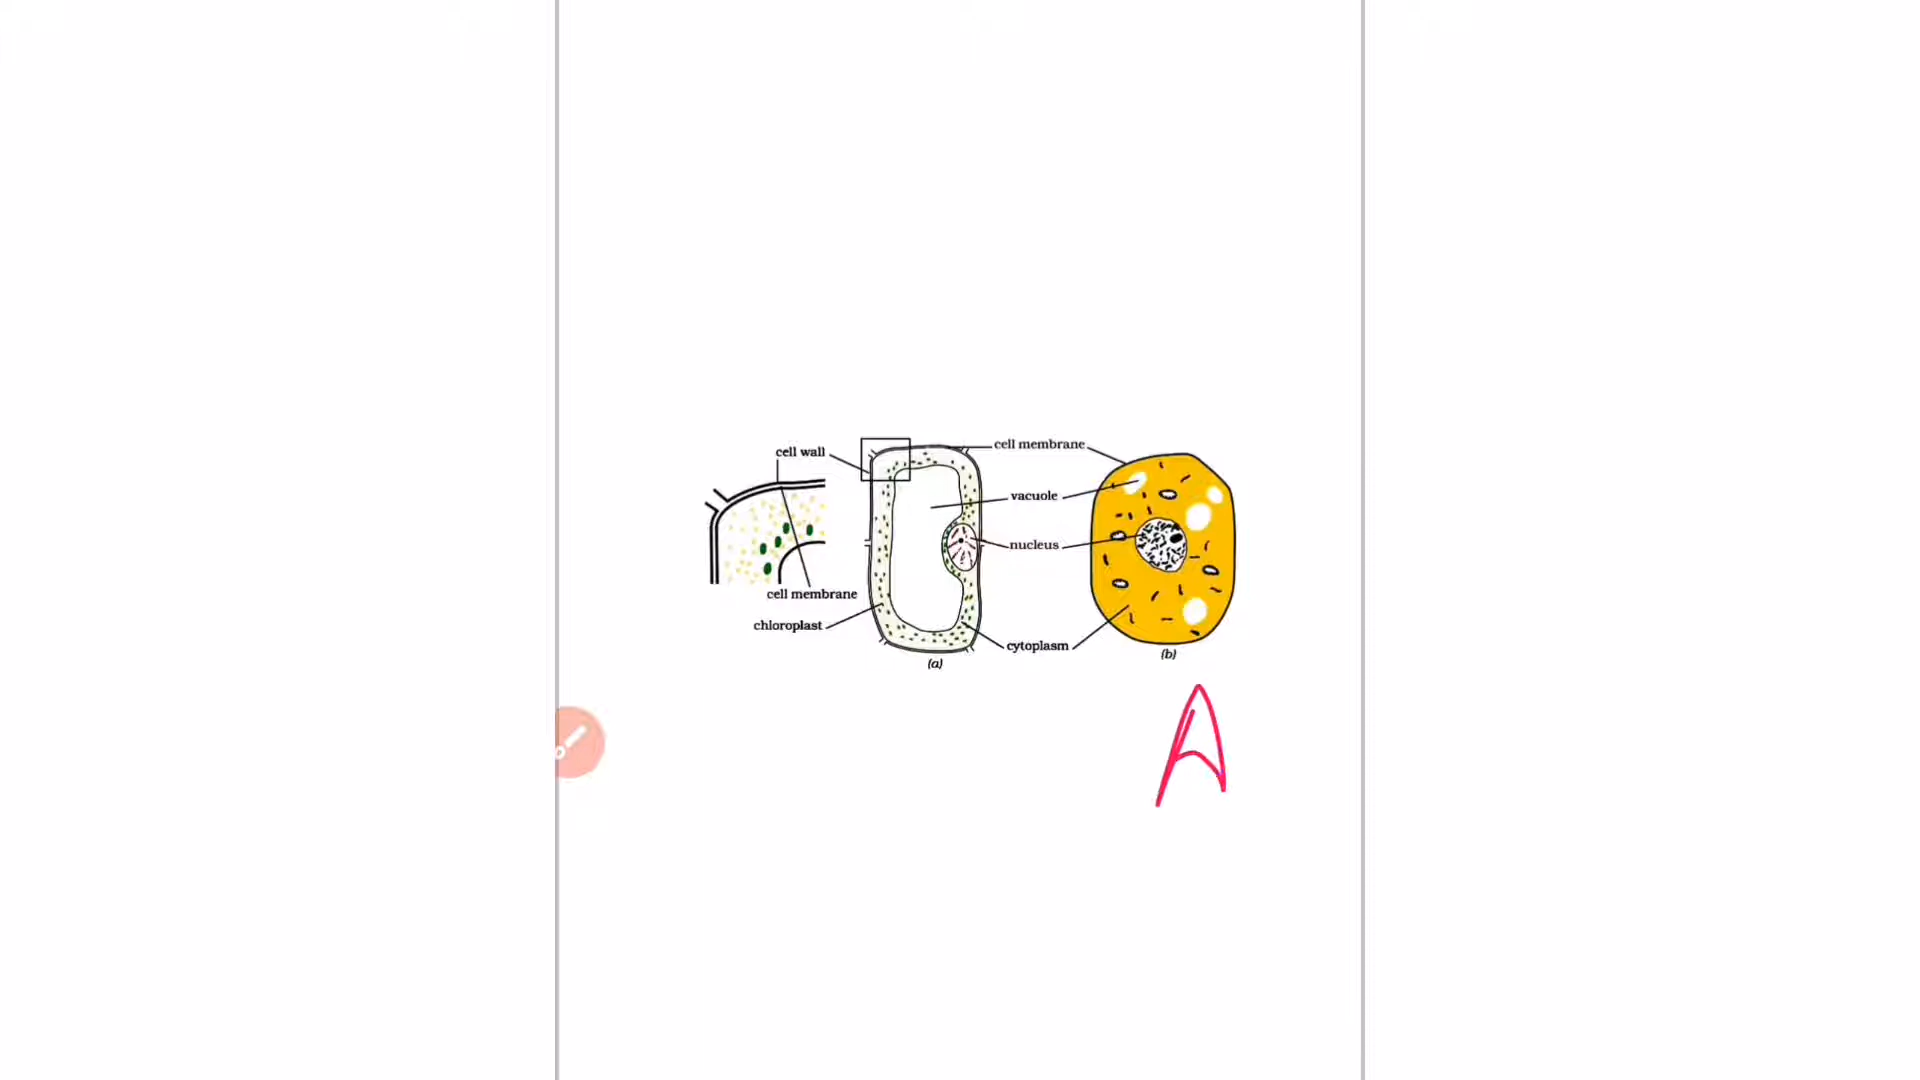 cell wall
cell membrane
vacuole
nucleus
cell membrane
chloroplast
cytoplasm
(a)
(b)
A